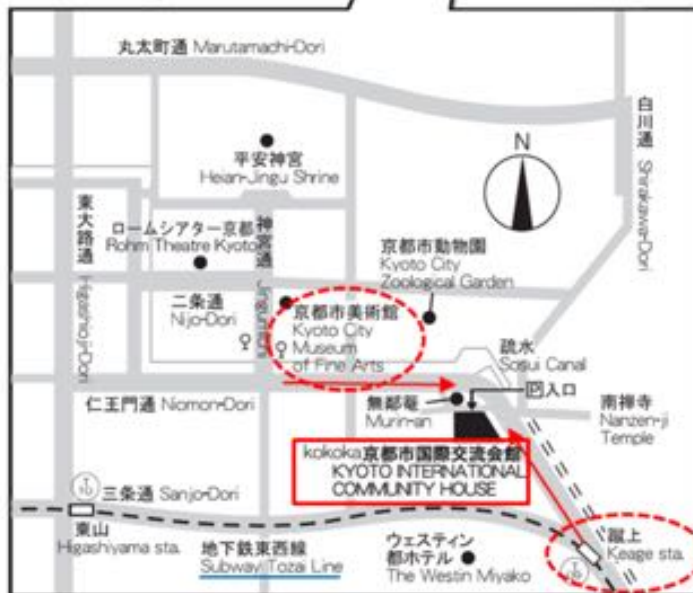 丸太町通 Marutamachi-Dori
白川通 Shirakawa-Dori
N
平安神宮
Heian-Jingu Shrine
東大路通 Higashioji-Dori
ロームシアター京都
Rohm Theatre Kyoto
神宮通 Jingumichi
京都市動物園
Kyoto City
Zoological Garden
二条通
Nijo-Dori
京都市美術館
Kyoto City
Museum
of Fine Arts
疏水
Sosui Canal
入口
仁王門通 Niomon-Dori
無鄰菴
Murin-an
南禅寺
Nanzen-ji
Temple
kokoka京都市国際交流会館
KYOTO INTERNATIONAL
COMMUNITY HOUSE
三条通 Sanjo-Dori
東山
Higashiyama sta.
地下鉄東西線
Subway Tozai Line
ウェスティン
都ホテル
The Westin Miyako
蹴上
Keage sta.